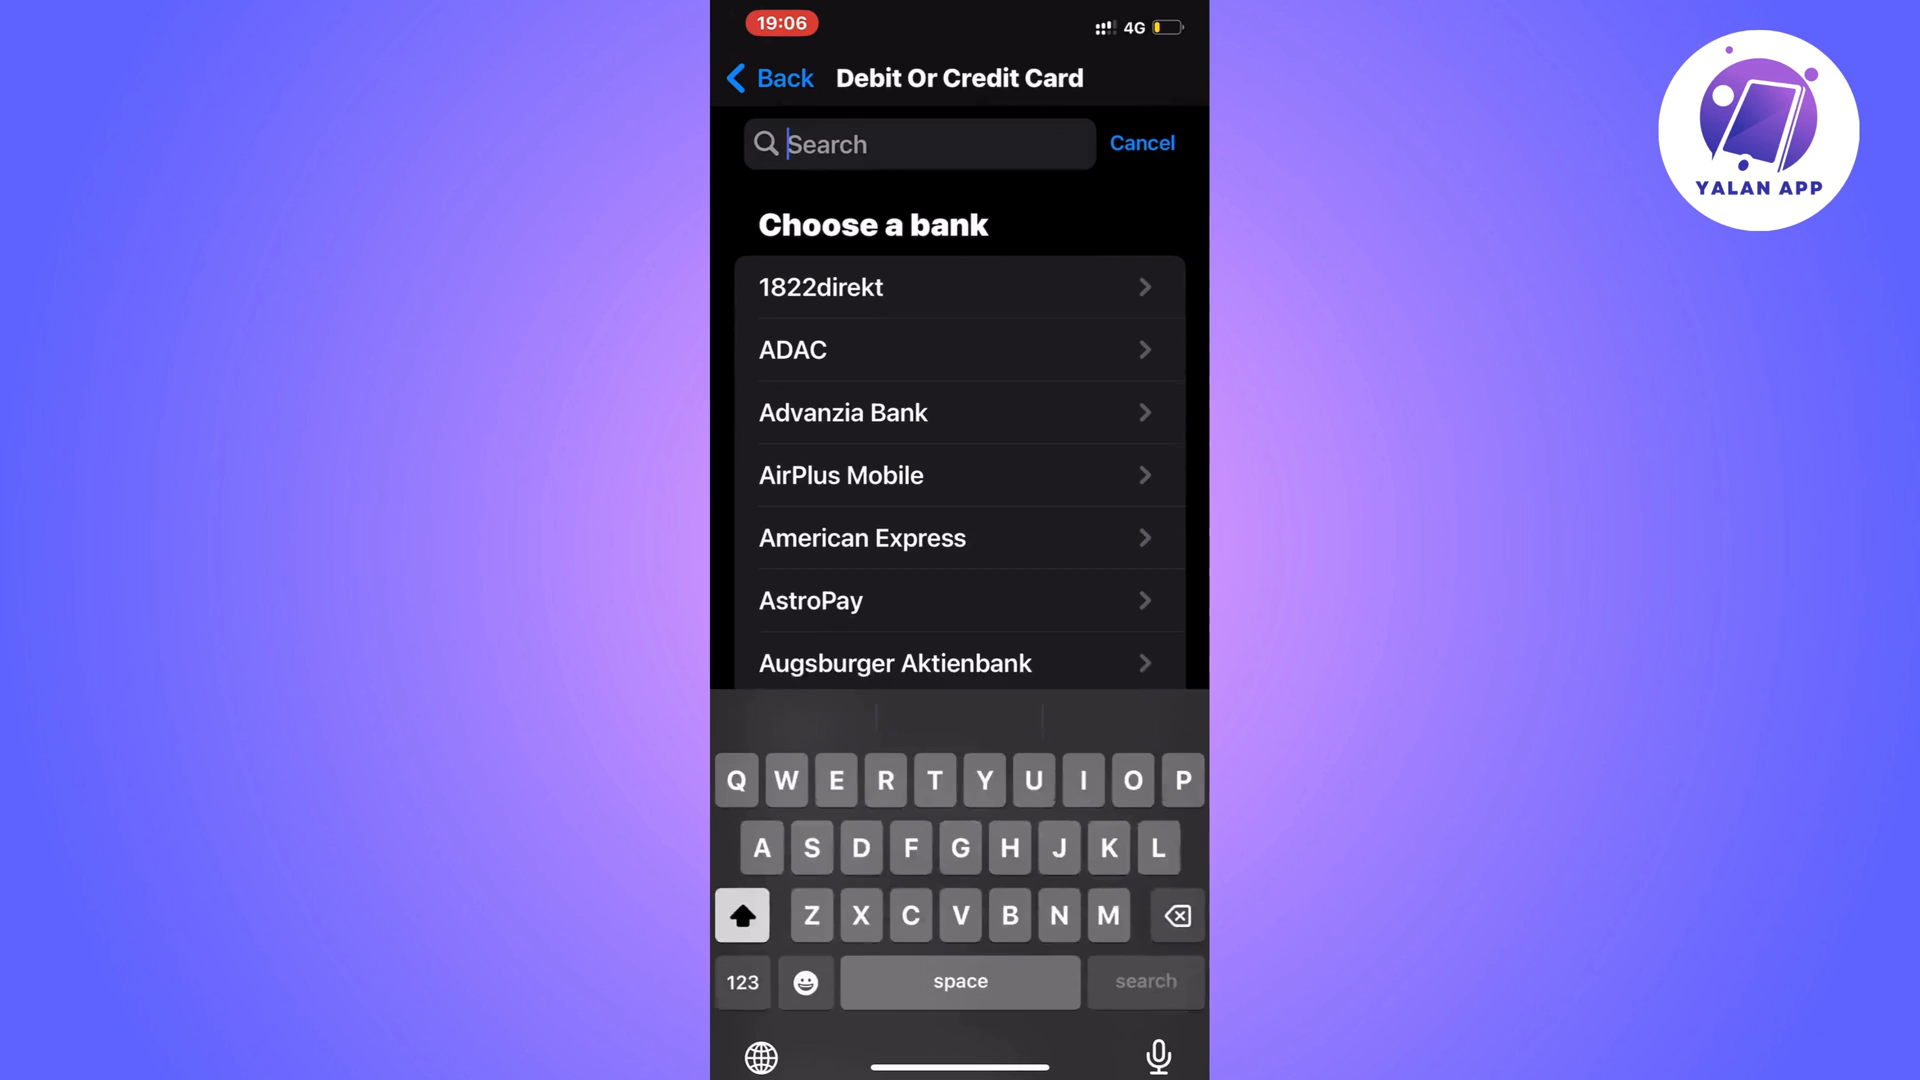 19:06
4G
Back
Debit Or Credit Card
Search
Cancel
Choose a bank
1822direkt
ADAC
Advanzia Bank
AirPlus Mobile
American Express
AstroPay
Augsburger Aktienbank
Q W E R T Y U I O P
A S D F G H J K L
Z X C V B N M
123
space
search
YALAN APP